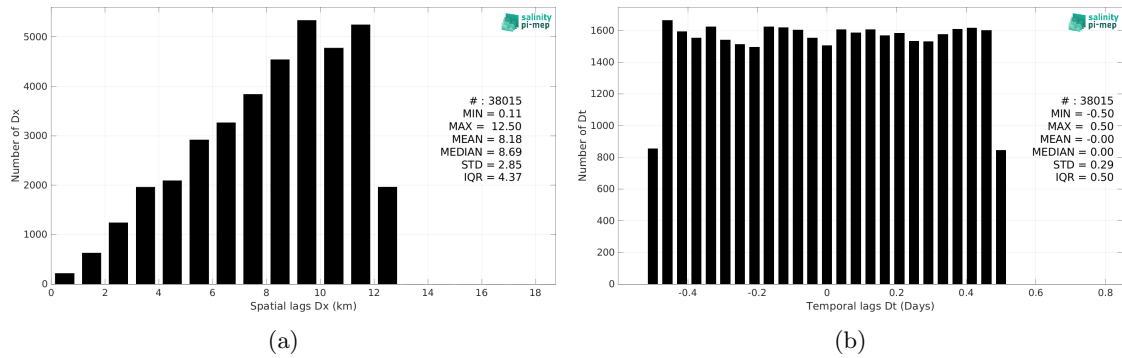 salinity
pi-mep
5000
4000
3000
2000
1000
0
Number of Dx
# : 38015
MIN = 0.11
MAX = 12.50
MEAN = 8.18
MEDIAN = 8.69
STD = 2.85
IQR = 4.37
0 2 4 6 8 10 12 14 16 18
Spatial lags Dx (km)
(a)
salinity
pi-mep
1600
1400
1200
1000
800
600
400
200
0
Number of Dt
# : 38015
MIN = -0.50
MAX = 0.50
MEAN = -0.00
MEDIAN = 0.00
STD = 0.29
IQR = 0.50
-0.4 -0.2 0 0.2 0.4 0.6 0.8
Temporal lags Dt (Days)
(b)